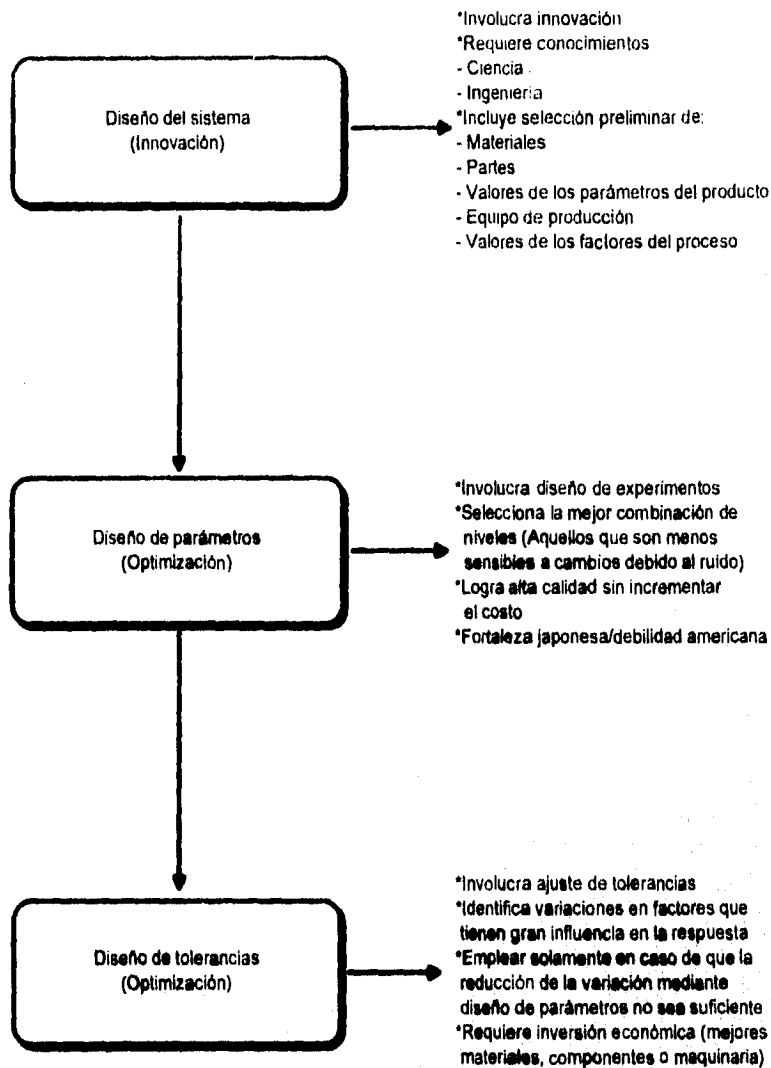 *Involucra innovación
*Requiere conocimientos
- Ciencia
- Ingeniería
*Incluye selección preliminar de:
- Materiales
- Partes
- Valores de los parámetros del producto
- Equipo de producción
- Valores de los factores del proceso
Diseño del sistema
(Innovación)
*Involucra diseño de experimentos
*Selecciona la mejor combinación de
niveles (Aquellos que son menos
sensibles a cambios debido al ruido)
*Logra alta calidad sin incrementar
el costo
*Fortaleza japonesa/debilidad americana
Diseño de parámetros
(Optimización)
*Involucra ajuste de tolerancias
*Identifica variaciones en factores que
tienen gran influencia en la respuesta
*Emplear solamente en caso de que la
reducción de la variación mediante
diseño de parámetros no sea suficiente
*Requiere inversión económica (mejores
materiales, componentes o maquinaria)
Diseño de tolerancias
(Optimización)